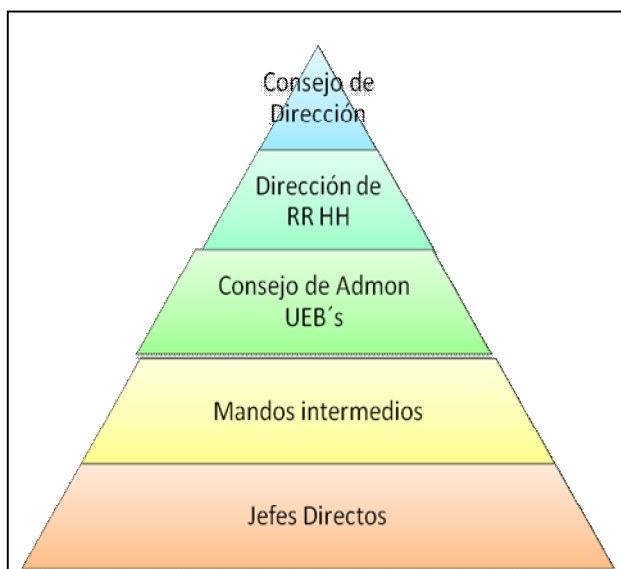 Consejo de
Dirección
Dirección de
RR HH
Consejo de Admon
UEB´s
Mandos intermedios
Jefes Directos